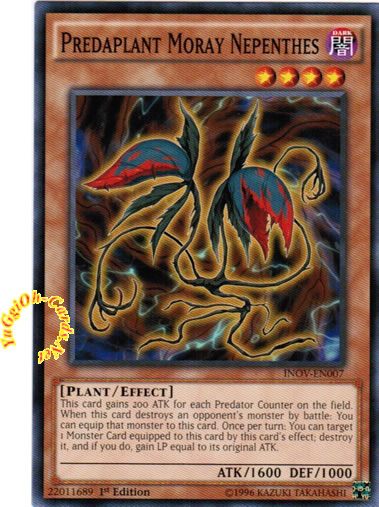 PREDAPLANT MORAY NEPENTHES
DARK
闇
YuGgiOh-Cards.Net
INOV-EN007
[PLANT/EFFECT]
This card gains 200 ATK for each Predator Counter on the field.
When this card destroys an opponent's monster by battle: You
can equip that monster to this card. Once per turn: You can target
1 Monster Card equipped to this card by this card's effect; destroy
it, and if you do, gain LP equal to its original ATK.
ATK/1600 DEF/1000
22011689 1st Edition ©1996 KAZUKI TAKAHASHI